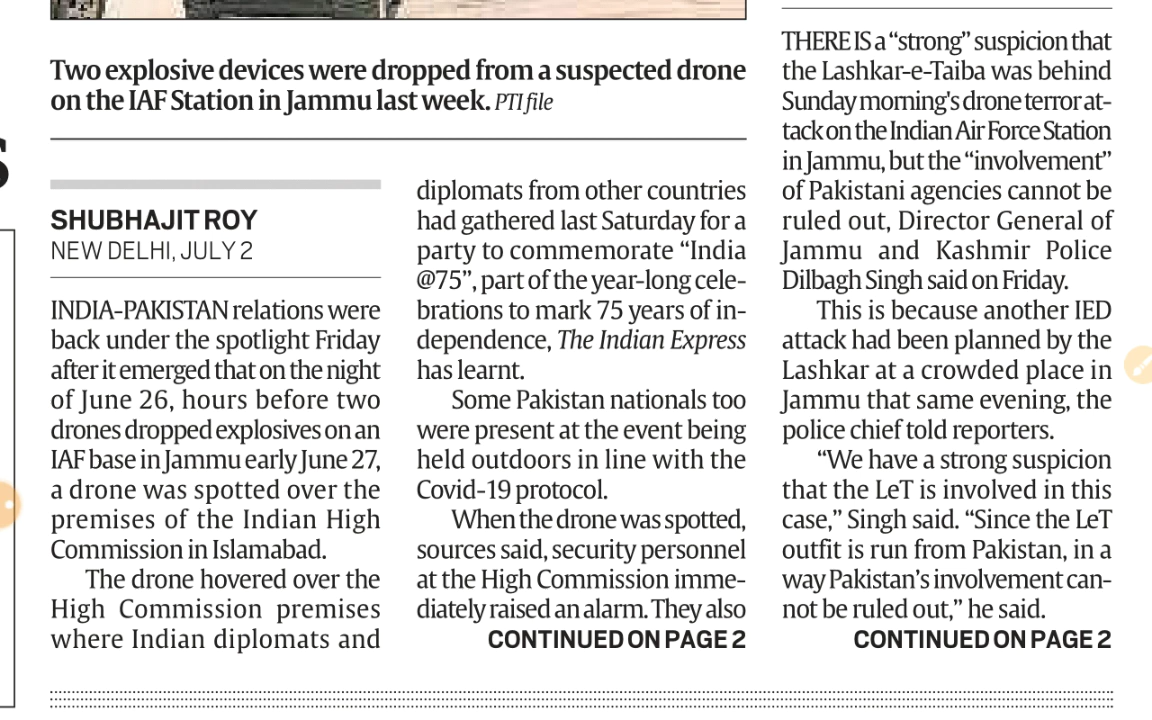 Two explosive devices were dropped from a suspected drone
on the IAF Station in Jammu last week. PTI file
SHUBHAJIT ROY
NEW DELHI, JULY 2
INDIA-PAKISTAN relations were
back under the spotlight Friday
after it emerged that on the night
of June 26, hours before two
drones dropped explosives on an
IAF base in Jammu early June 27,
a drone was spotted over the
premises of the Indian High
Commission in Islamabad.
The drone hovered over the
High Commission premises
where Indian diplomats and
diplomats from other countries
had gathered last Saturday for a
party to commemorate “India
@75”, part of the year-long cele-
brations to mark 75 years of in-
dependence, The Indian Express
has learnt.
Some Pakistan nationals too
were present at the event being
held outdoors in line with the
Covid-19 protocol.
When the drone was spotted,
sources said, security personnel
at the High Commission imme-
diately raised an alarm. They also
CONTINUED ON PAGE 2
THERE IS a “strong” suspicion that
the Lashkar-e-Taiba was behind
Sunday morning's drone terror at-
tack on the Indian Air Force Station
in Jammu, but the “involvement”
of Pakistani agencies cannot be
ruled out, Director General of
Jammu and Kashmir Police
Dilbagh Singh said on Friday.
This is because another IED
attack had been planned by the
Lashkar at a crowded place in
Jammu that same evening, the
police chief told reporters.
“We have a strong suspicion
that the LeT is involved in this
case,” Singh said. “Since the LeT
outfit is run from Pakistan, in a
way Pakistan’s involvement can-
not be ruled out,” he said.
CONTINUED ON PAGE 2